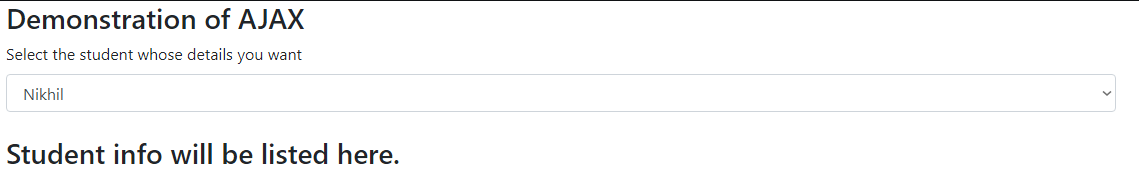 Demonstration of AJAX
Select the student whose details you want
Nikhil
Student info will be listed here.